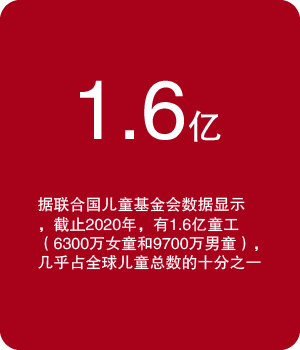 1.6亿
据联合国儿童基金会数据显示
，截止2020年，有1.6亿童工
（6300万女童和9700万男童），
几乎占全球儿童总数的十分之一